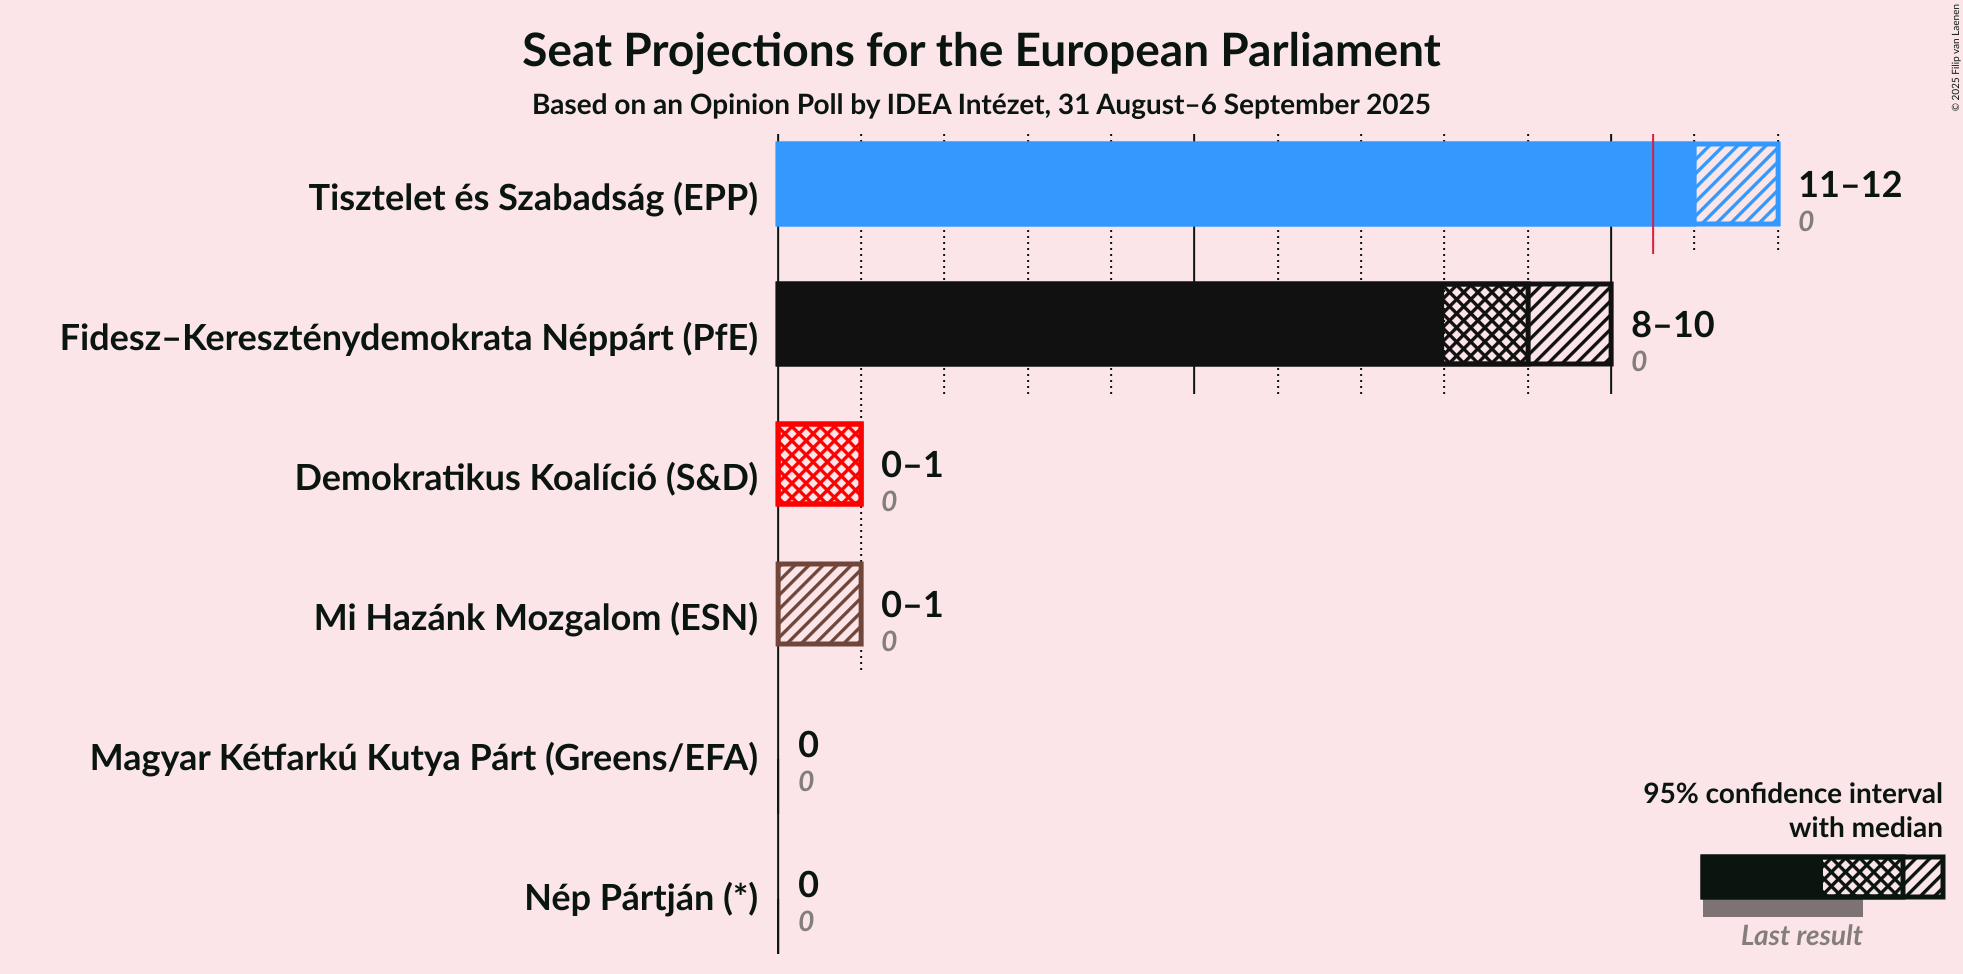 Seat Projections for the European Parliament
Based on an Opinion Poll by IDEA Intézet, 31 August–6 September 2025
© 2025 Filip van Laenen
Tisztelet és Szabadság (EPP)
11–12
0
Fidesz–Kereszténydemokrata Néppárt (PfE)
8–10
0
Demokratikus Koalíció (S&D)
0–1
0
Mi Hazánk Mozgalom (ESN)
0–1
0
Magyar Kétfarkú Kutya Párt (Greens/EFA)
0
0
Nép Pártján (*)
0
0
95% confidence interval
with median
Last result